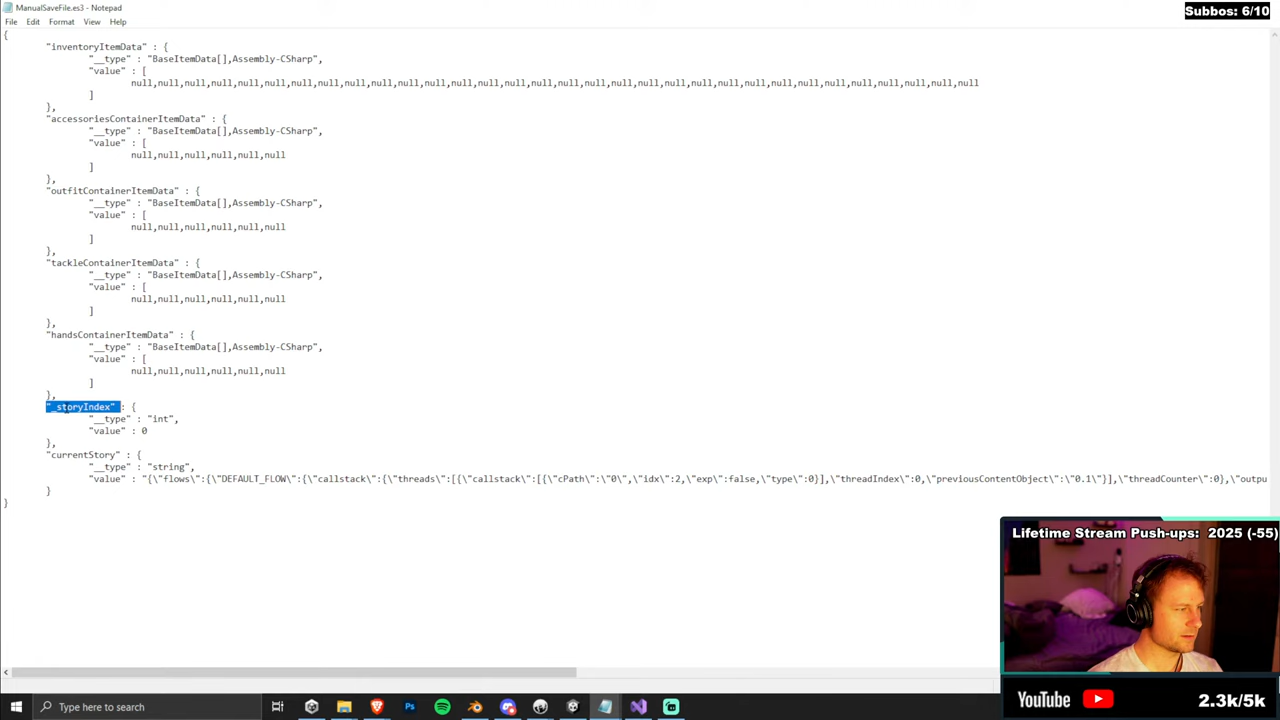 ManualSaveFile.es3 - Notepad
Subbos: 6/10
File Edit Format View Help
{
"inventoryItemData" : {
"__type" : "BaseItemData[],Assembly-CSharp",
"value" : [
null,null,null,null,null,null,null,null,null,null,null,null,null,null,null,null,null,null,null,null,null,null,null,null,null,null,null,null,null,null,null,null
]
},
"accessoriesContainerItemData" : {
"__type" : "BaseItemData[],Assembly-CSharp",
"value" : [
null,null,null,null,null,null
]
},
"outfitContainerItemData" : {
"__type" : "BaseItemData[],Assembly-CSharp",
"value" : [
null,null,null,null,null,null
]
},
"tackleContainerItemData" : {
"__type" : "BaseItemData[],Assembly-CSharp",
"value" : [
null,null,null,null,null,null
]
},
"handsContainerItemData" : {
"__type" : "BaseItemData[],Assembly-CSharp",
"value" : [
null,null,null,null,null,null
]
},
"_storyIndex" : {
"__type" : "int",
"value" : 0
},
"currentStory" : {
"__type" : "string",
"value" : "{\"flows\":{\"DEFAULT_FLOW\":{\"callstack\":{\"threads\":[{\"callstack\":[{\"cPath\":\"0\",\"idx\":2,\"exp\":false,\"type\":0}],\"threadIndex\":0,\"previousContentObject\":\"0.1\"}],\"threadCounter\":0},\"outpu
}
}
Lifetime Stream Push-ups: 2025 (-55)
Type here to search
YouTube 2.3k/5k